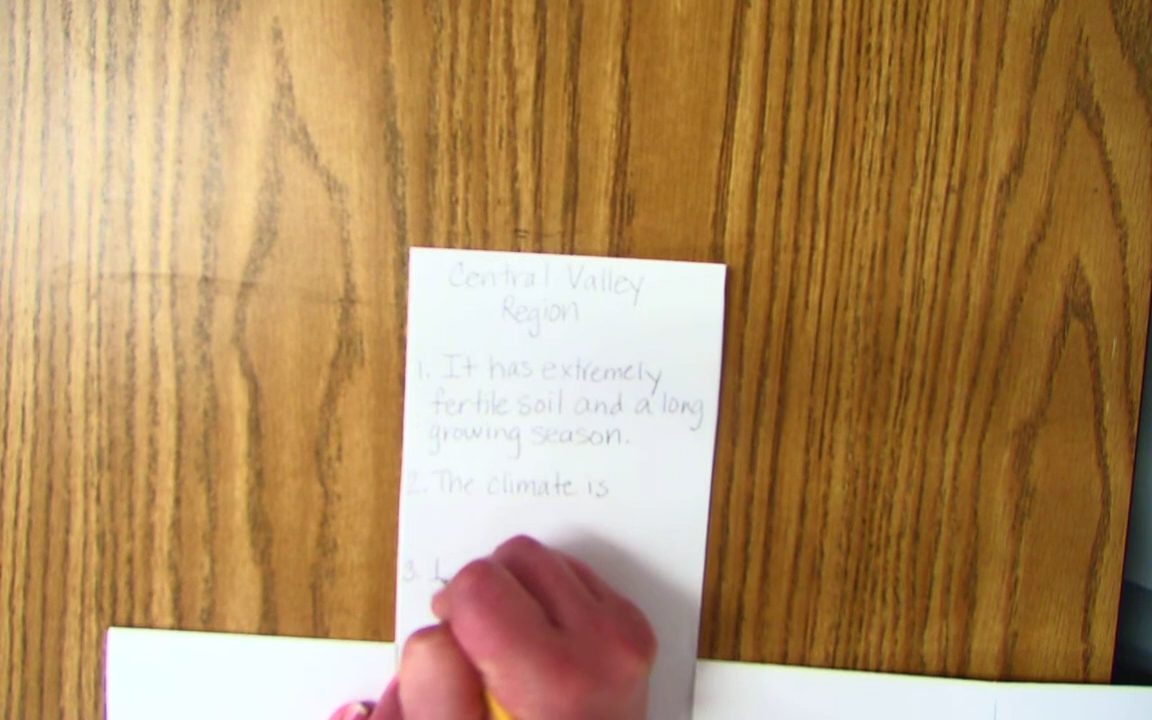 Central Valley
Region
1. It has extremely
fertile soil and a long
growing season.
2. The climate is
3.